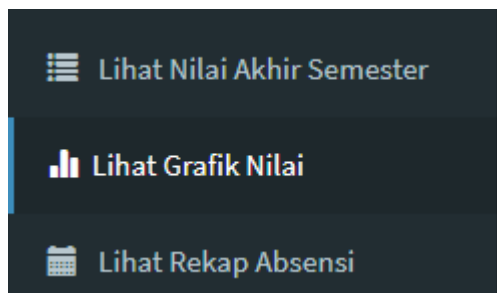 Lihat Nilai Akhir Semester
Lihat Grafik Nilai
Lihat Rekap Absensi